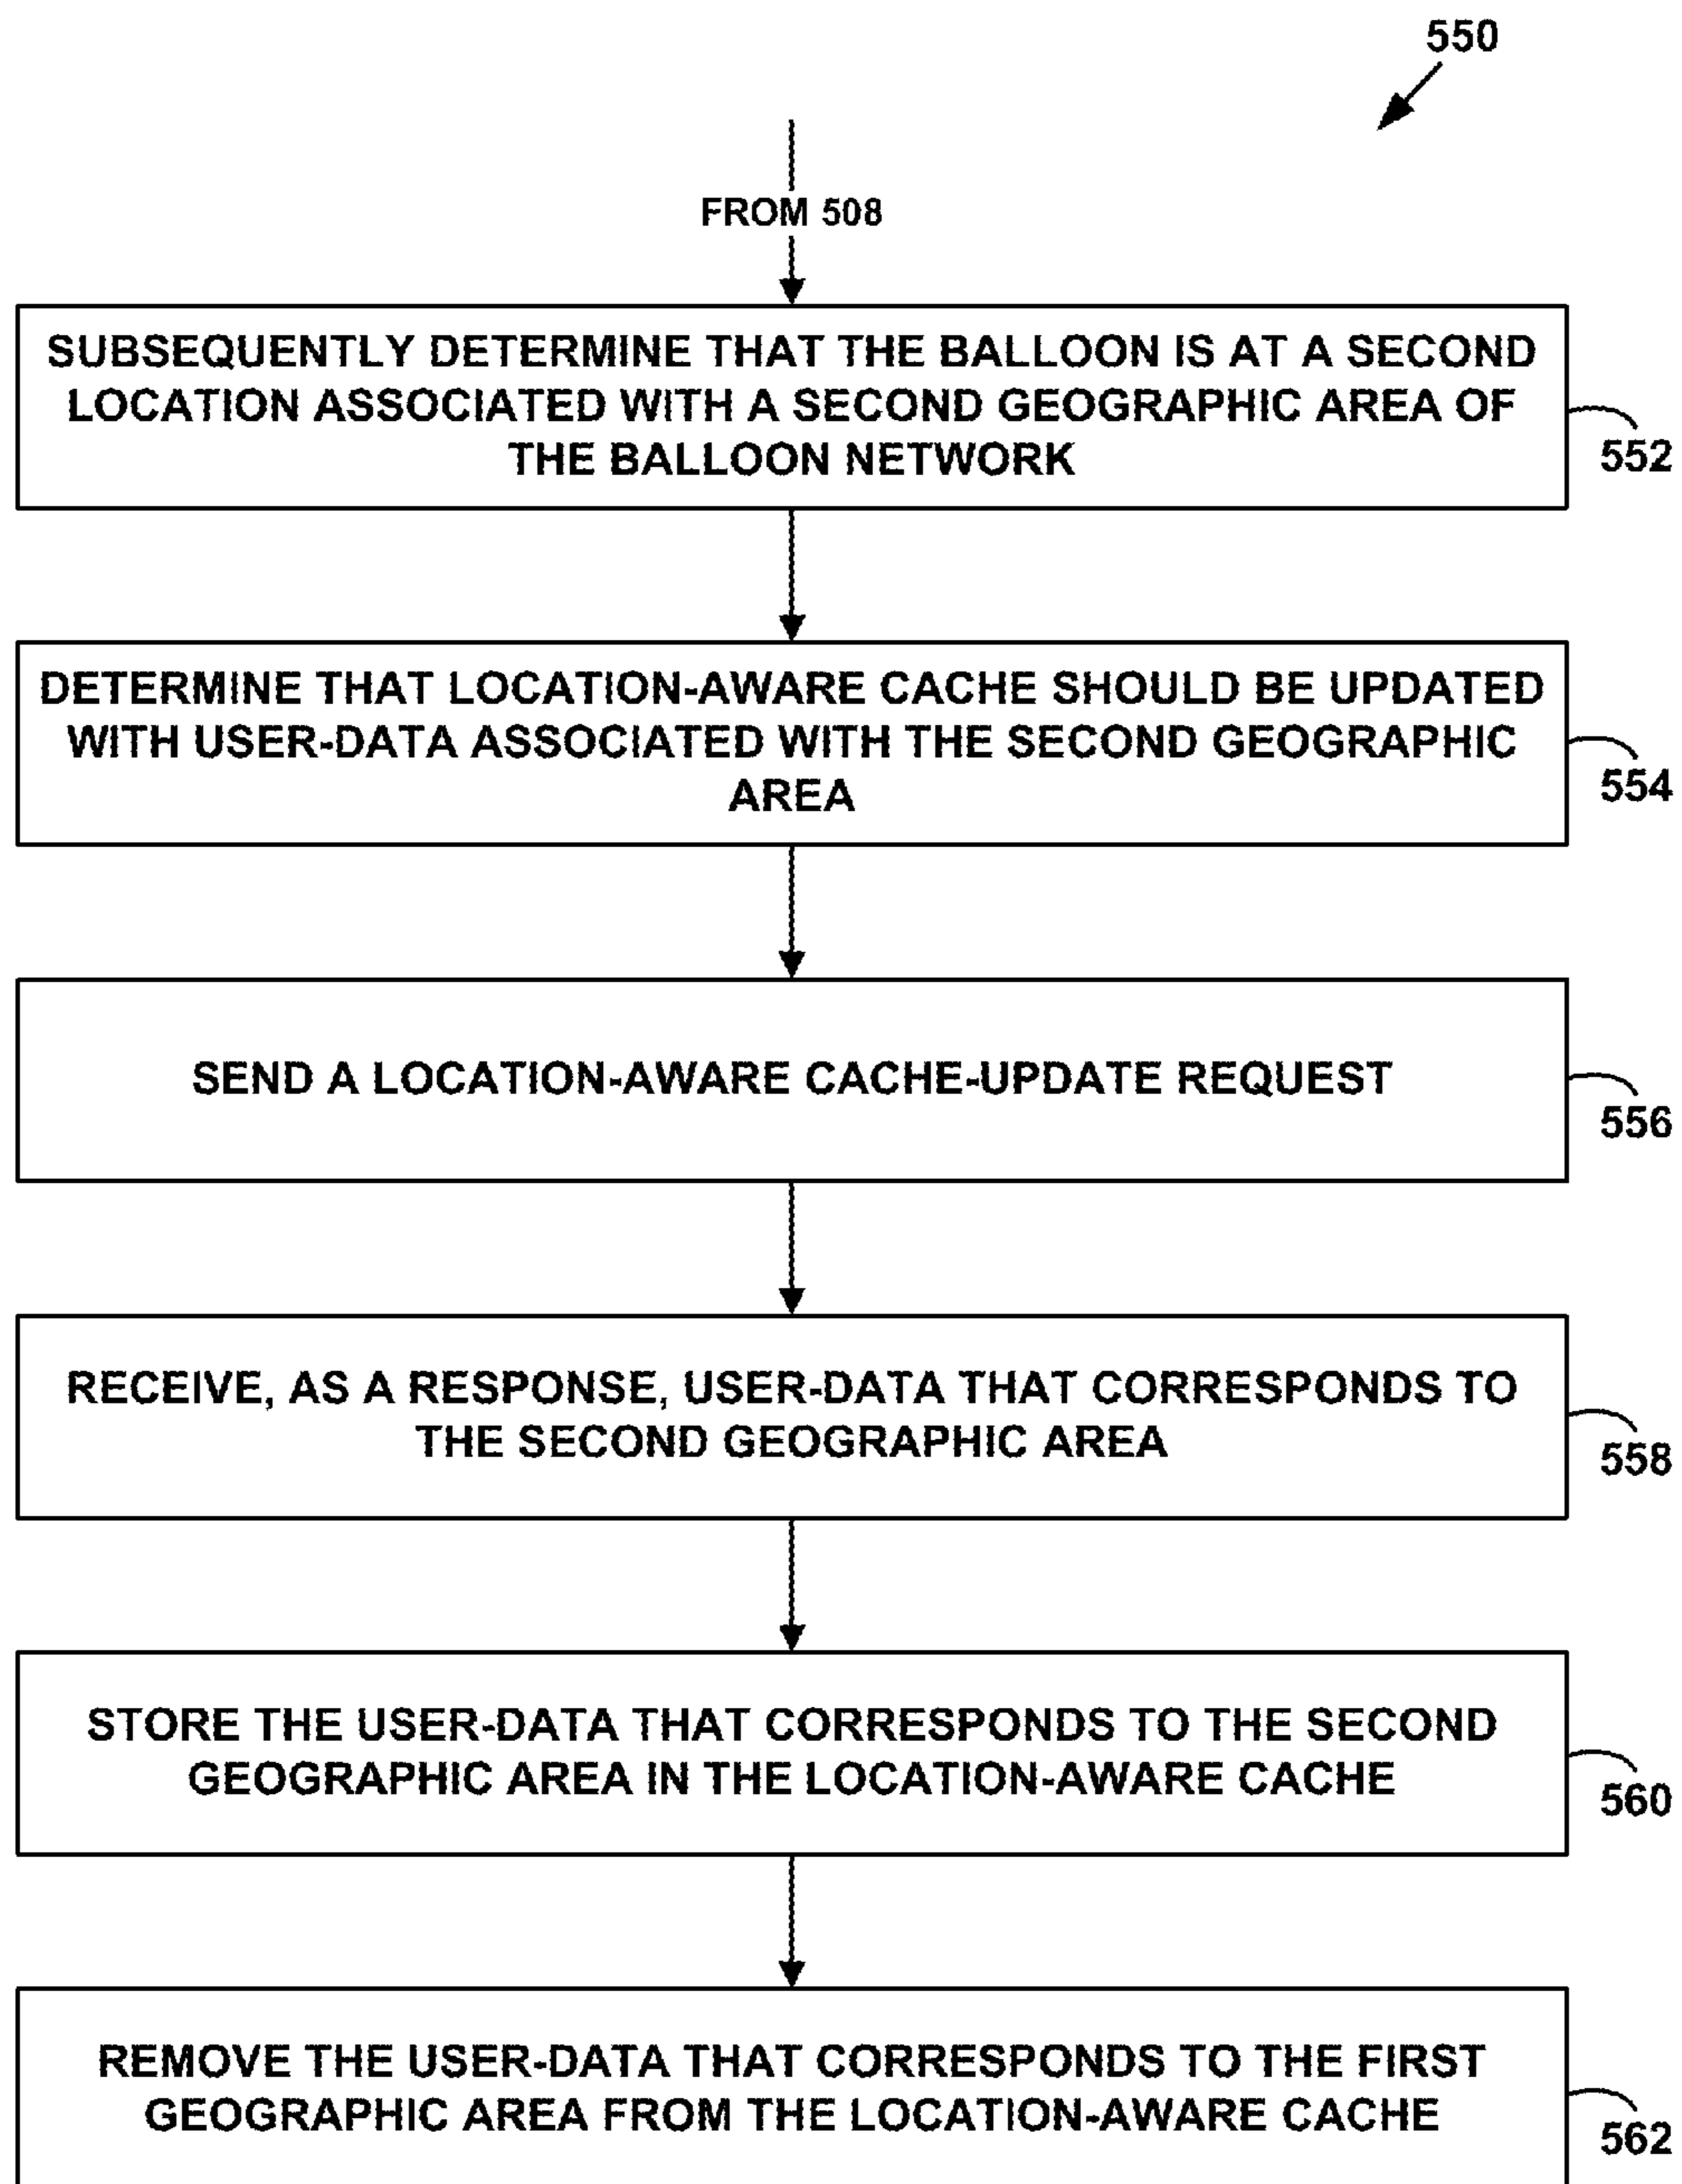 550
FROM 508
SUBSEQUENTLY DETERMINE THAT THE BALLOON IS AT A SECOND
LOCATION ASSOCIATED WITH A SECOND GEOGRAPHIC AREA OF
THE BALLOON NETWORK
552
DETERMINE THAT LOCATION-AWARE CACHE SHOULD BE UPDATED
WITH USER-DATA ASSOCIATED WITH THE SECOND GEOGRAPHIC
AREA
554
SEND A LOCATION-AWARE CACHE-UPDATE REQUEST
556
RECEIVE, AS A RESPONSE, USER-DATA THAT CORRESPONDS TO
THE SECOND GEOGRAPHIC AREA
558
STORE THE USER-DATA THAT CORRESPONDS TO THE SECOND
GEOGRAPHIC AREA IN THE LOCATION-AWARE CACHE
560
REMOVE THE USER-DATA THAT CORRESPONDS TO THE FIRST
GEOGRAPHIC AREA FROM THE LOCATION-AWARE CACHE
562